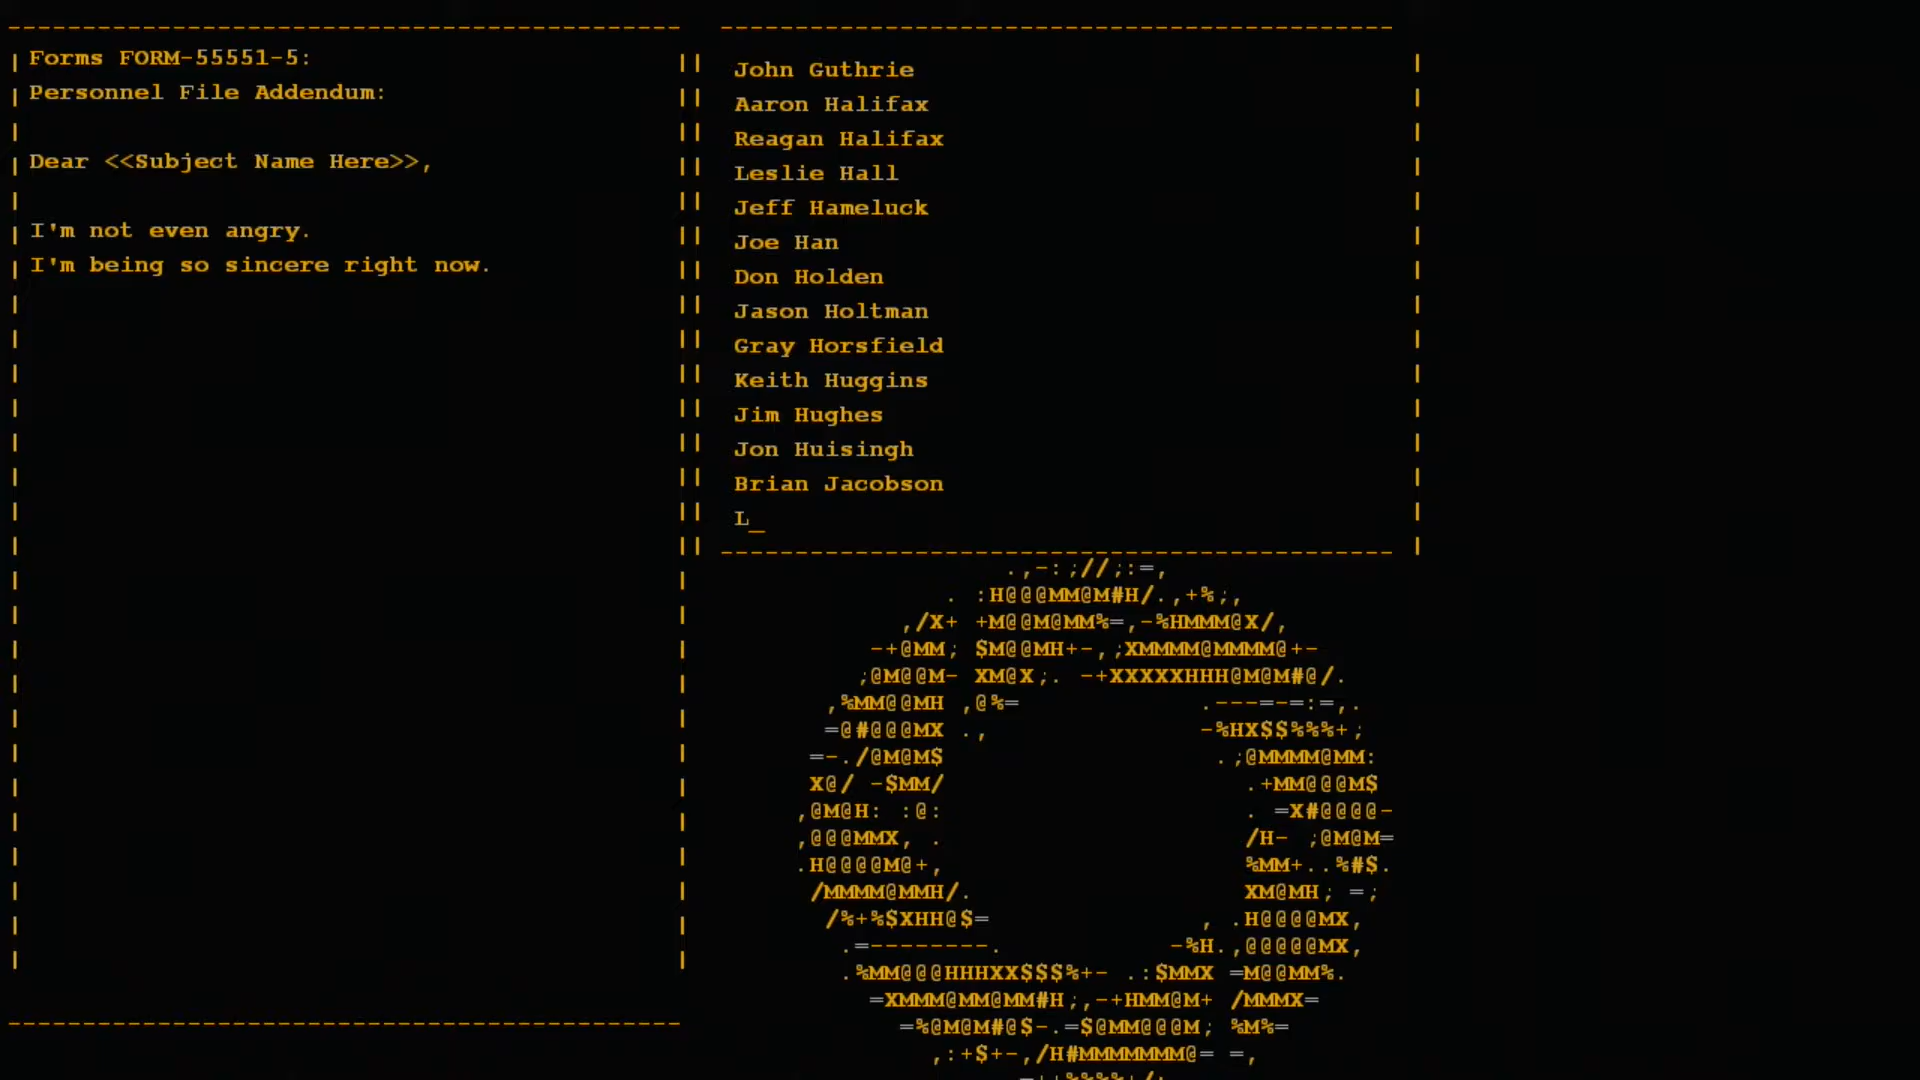 Forms FORM-55551-5:
Personnel File Addendum:
Dear <<Subject Name Here>>,
I'm not even angry.
I'm being so sincere right now.
John Guthrie
Aaron Halifax
Reagan Halifax
Leslie Hall
Jeff Hameluck
Joe Han
Don Holden
Jason Holtman
Gray Horsfield
Keith Huggins
Jim Hughes
Jon Huisingh
Brian Jacobson
L_